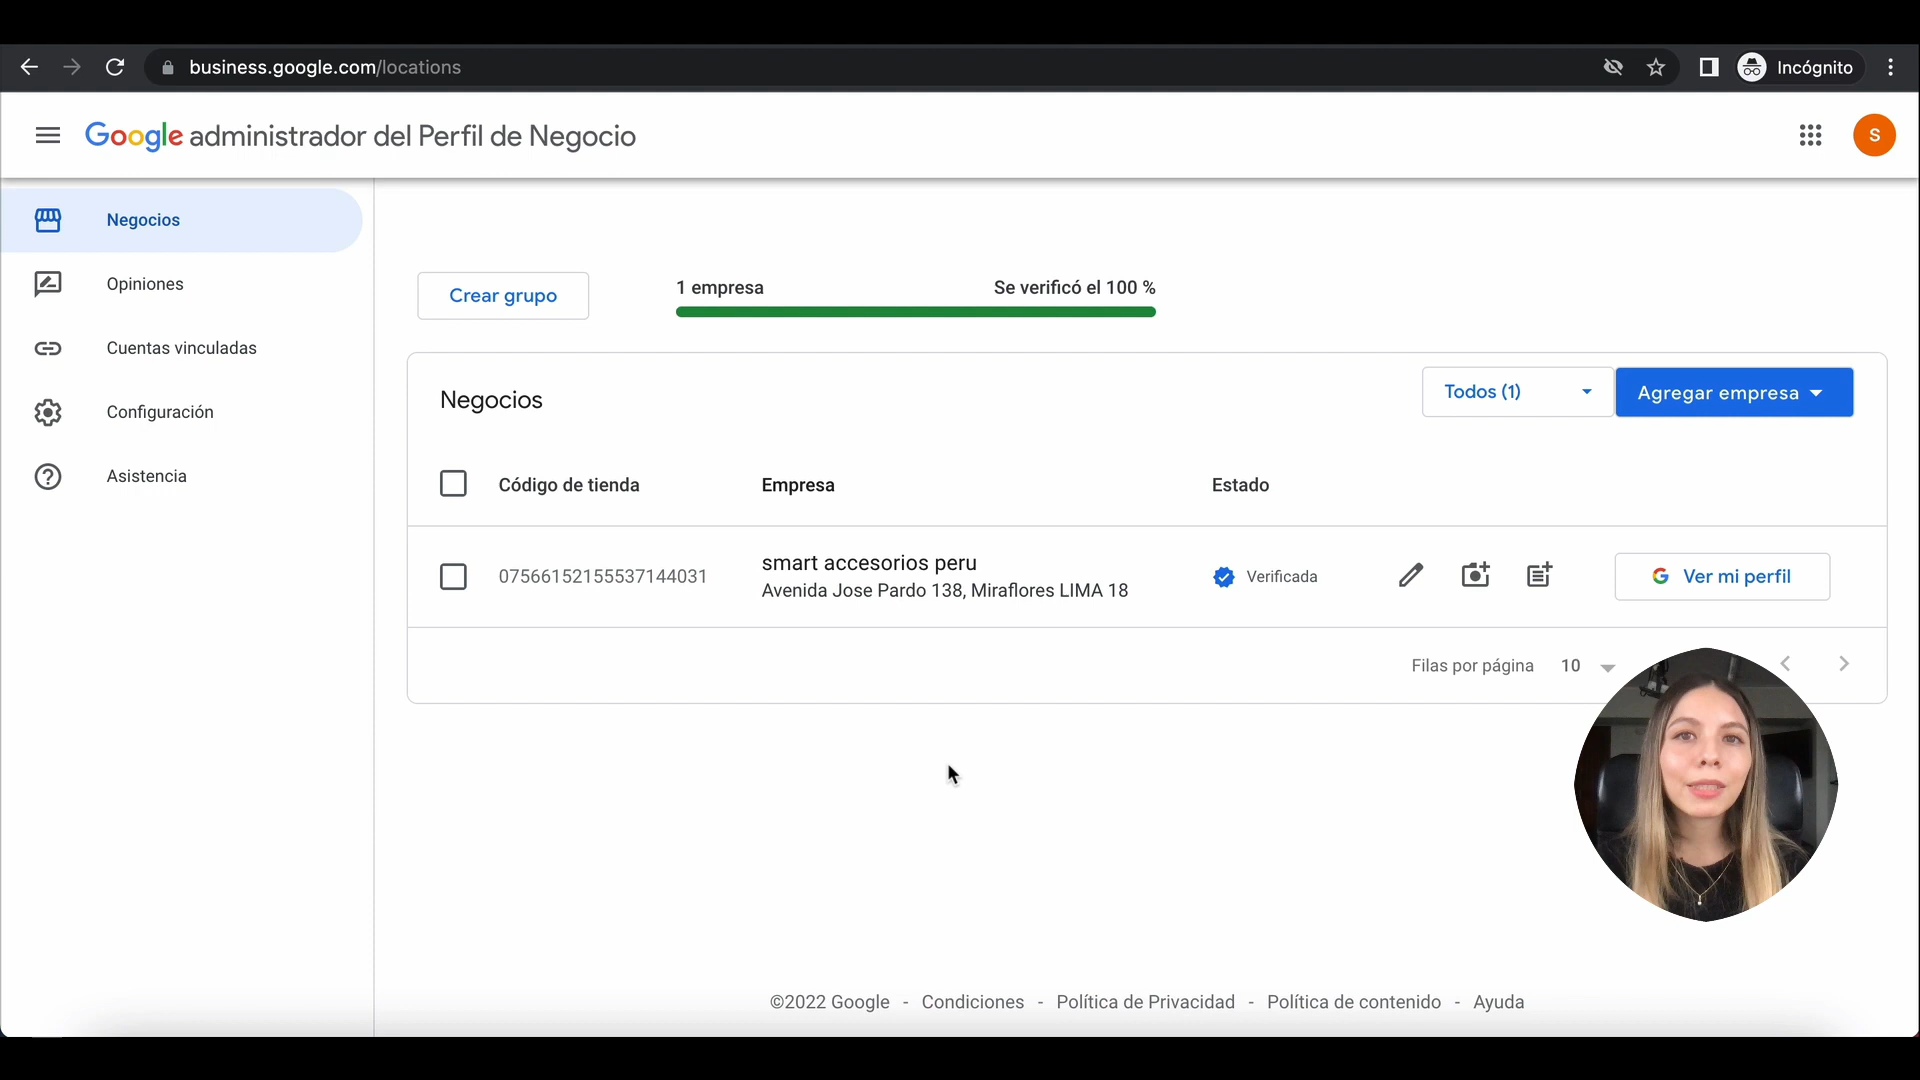 business.google.com/locations
Incógnito
Google administrador del Perfil de Negocio
S
Negocios
Opiniones
Cuentas vinculadas
Configuración
Asistencia
Crear grupo
1 empresa
Se verificó el 100 %
Negocios
Todos (1)
Agregar empresa
Código de tienda
Empresa
Estado
07566152155537144031
smart accesorios peru
Avenida Jose Pardo 138, Miraflores LIMA 18
Verificada
G Ver mi perfil
Filas por página 10
©2022 Google - Condiciones - Política de Privacidad - Política de contenido - Ayuda